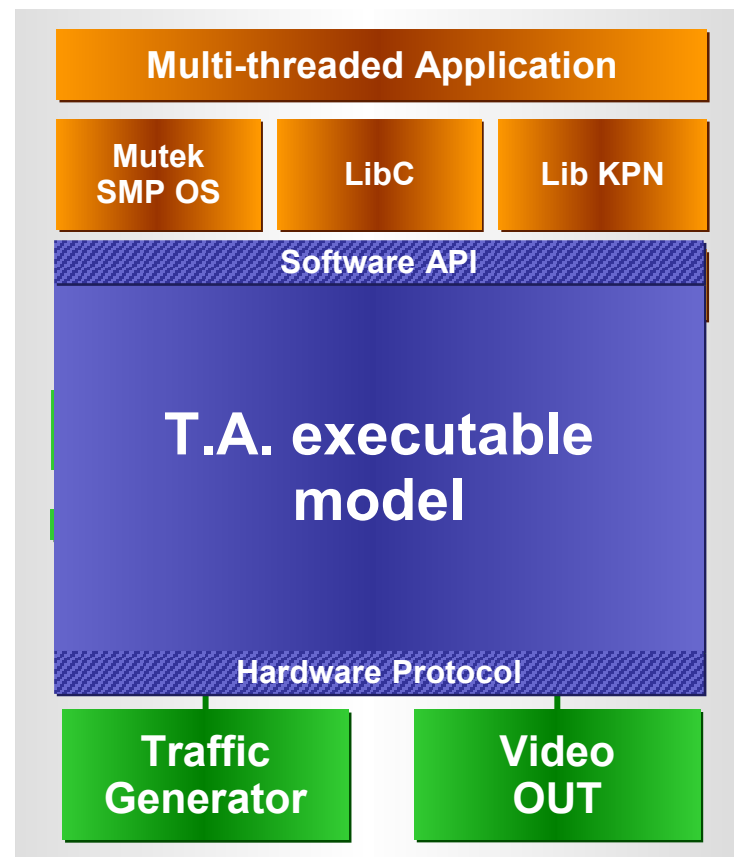 Multi-threaded Application
Mutek
SMP OS
LibC
Lib KPN
Software API
T.A. executable
model
Hardware Protocol
Traffic
Generator
Video
OUT